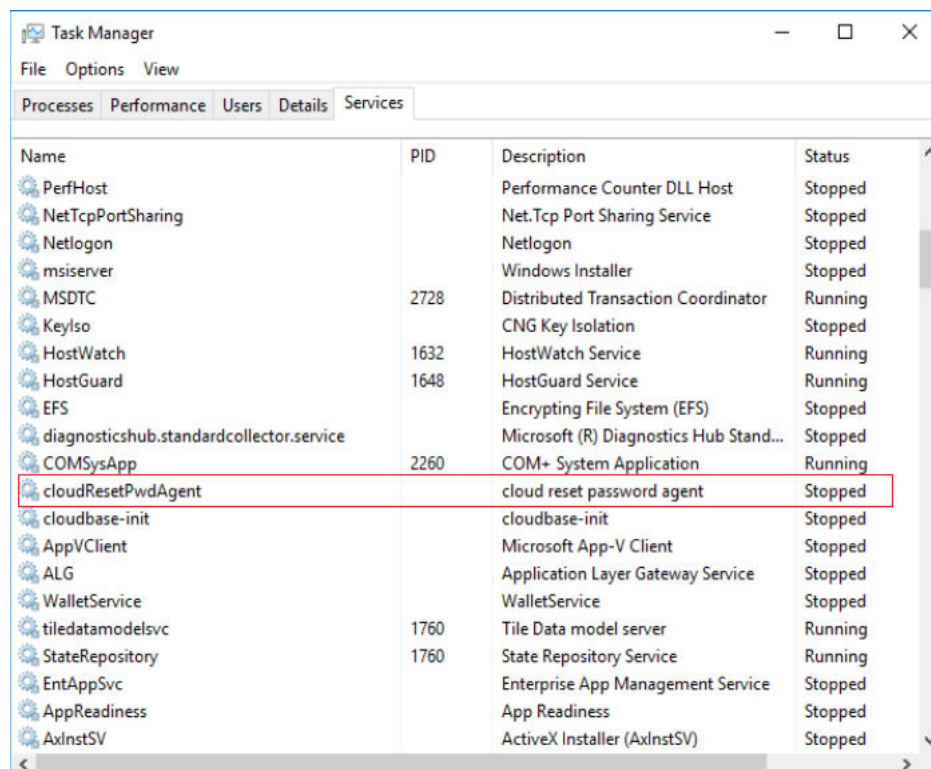 Task Manager
File Options View
Processes Performance Users Details Services
Name PID Description Status
PerfHost Performance Counter DLL Host Stopped
NetTcpPortSharing Net.Tcp Port Sharing Service Stopped
Netlogon Netlogon Stopped
msiserver Windows Installer Stopped
MSDTC 2728 Distributed Transaction Coordinator Running
KeyIso CNG Key Isolation Stopped
HostWatch 1632 HostWatch Service Running
HostGuard 1648 HostGuard Service Running
EFS Encrypting File System (EFS) Stopped
diagnosticshub.standardcollector.service Microsoft (R) Diagnostics Hub Stand... Stopped
COMSysApp 2260 COM+ System Application Running
cloudResetPwdAgent cloud reset password agent Stopped
cloudbase-init cloudbase-init Stopped
AppVClient Microsoft App-V Client Stopped
ALG Application Layer Gateway Service Stopped
WalletService WalletService Stopped
tiledatamodelsvc 1760 Tile Data model server Running
StateRepository 1760 State Repository Service Running
EntAppSvc Enterprise App Management Service Stopped
AppReadiness App Readiness Stopped
AxInstSV ActiveX Installer (AxInstSV) Stopped